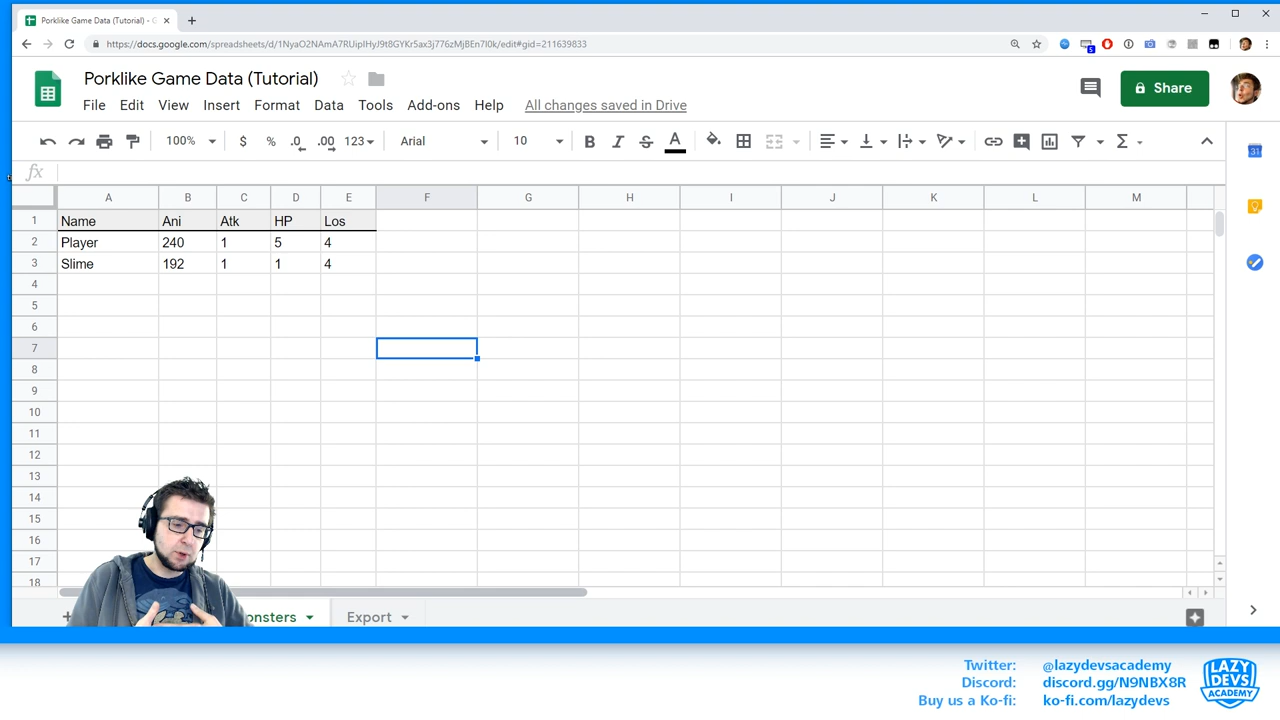 Porklike Game Data (Tutorial) - G
https://docs.google.com/spreadsheets/d/1NyaO2NAmA7RUiplHyJ9t8GYKr5ax3j776zMjBEn7l0k/edit#gid=211639833
Porklike Game Data (Tutorial)
File Edit View Insert Format Data Tools Add-ons Help All changes saved in Drive
Share
100% $ % .0 .00 123 Arial 10 B I S A Σ
31
fx
A B C D E F G H I J K L M
1 Name Ani Atk HP Los
2 Player 240 1 5 4
3 Slime 192 1 1 4
4
5
6
7
8
9
10
11
12
13
14
15
16
17
18
onsters Export
Twitter: @lazydevsacademy
Discord: discord.gg/N9NBX8R
Buy us a Ko-fi: ko-fi.com/lazydevs
LAZY
DEVS
ACADEMY